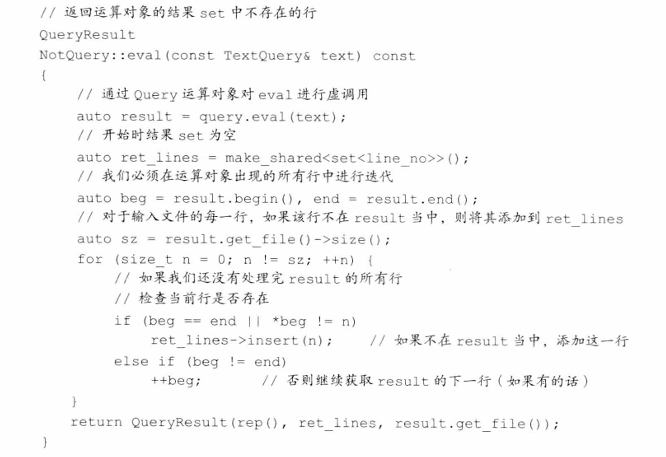 // 返回运算对象的结果 set 中不存在的行
QueryResult
NotQuery::eval(const TextQuery& text) const
{
    // 通过 Query 运算对象对 eval 进行虚调用
    auto result = query.eval(text);
    // 开始时结果 set 为空
    auto ret_lines = make_shared<set<line_no>>();
    // 我们必须在运算对象出现的所有行中进行迭代
    auto beg = result.begin(), end = result.end();
    // 对于输入文件的每一行，如果该行不在 result 当中，则将其添加到 ret_lines
    auto sz = result.get_file()->size();
    for (size_t n = 0; n != sz; ++n) {
        // 如果我们还没有处理完 result 的所有行
        // 检查当前行是否存在
        if (beg == end || *beg != n)
            ret_lines->insert(n);    // 如果不在 result 当中，添加这一行
        else if (beg != end)
            ++beg;        // 否则继续获取 result 的下一行（如果有的话）
    }
    return QueryResult(rep(), ret_lines, result.get_file());
}